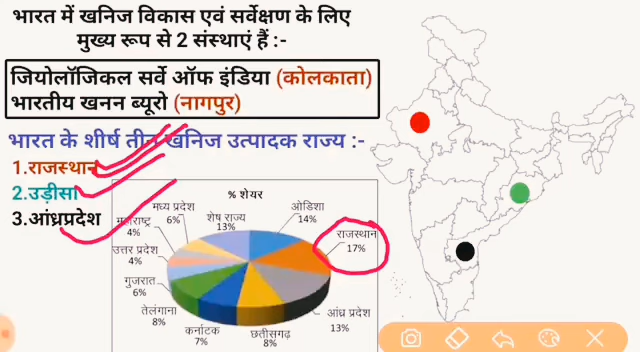 भारत में खनिज विकास एवं सर्वेक्षण के लिए
मुख्य रूप से 2 संस्थाएं हैं :-
जियोलॉजिकल सर्वे ऑफ इंडिया (कोलकाता)
भारतीय खनन ब्यूरो (नागपुर)
भारत के शीर्ष तीन खनिज उत्पादक राज्य :-
1.राजस्थान
2.उड़ीसा
3.आंध्रप्रदेश
% शेयर
ओडिशा
14%
राजस्थान
17%
आंध्र प्रदेश
13%
छत्तीसगढ़
8%
कर्नाटक
7%
तेलंगाना
8%
गुजरात
6%
उत्तर प्रदेश
4%
महाराष्ट्र
4%
मध्य प्रदेश
6%
शेष राज्य
13%